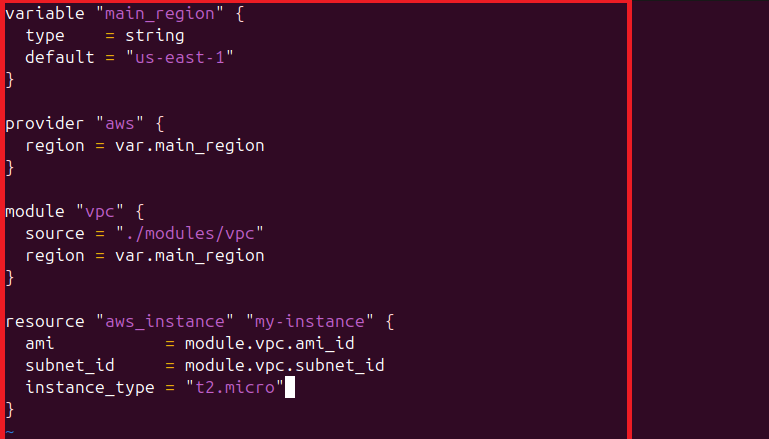 variable "main_region" {
  type    = string
  default = "us-east-1"
}

provider "aws" {
  region = var.main_region
}

module "vpc" {
  source = "./modules/vpc"
  region = var.main_region
}

resource "aws_instance" "my-instance" {
  ami           = module.vpc.ami_id
  subnet_id     = module.vpc.subnet_id
  instance_type = "t2.micro"
}
~